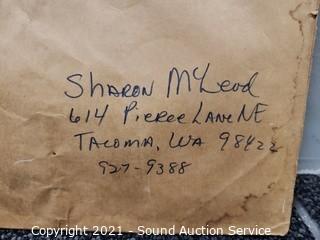 Sharon McLeod
614 Pierce Lane NE
Tacoma, WA 98422
927-9388
Copyright 2021 - Sound Auction Service